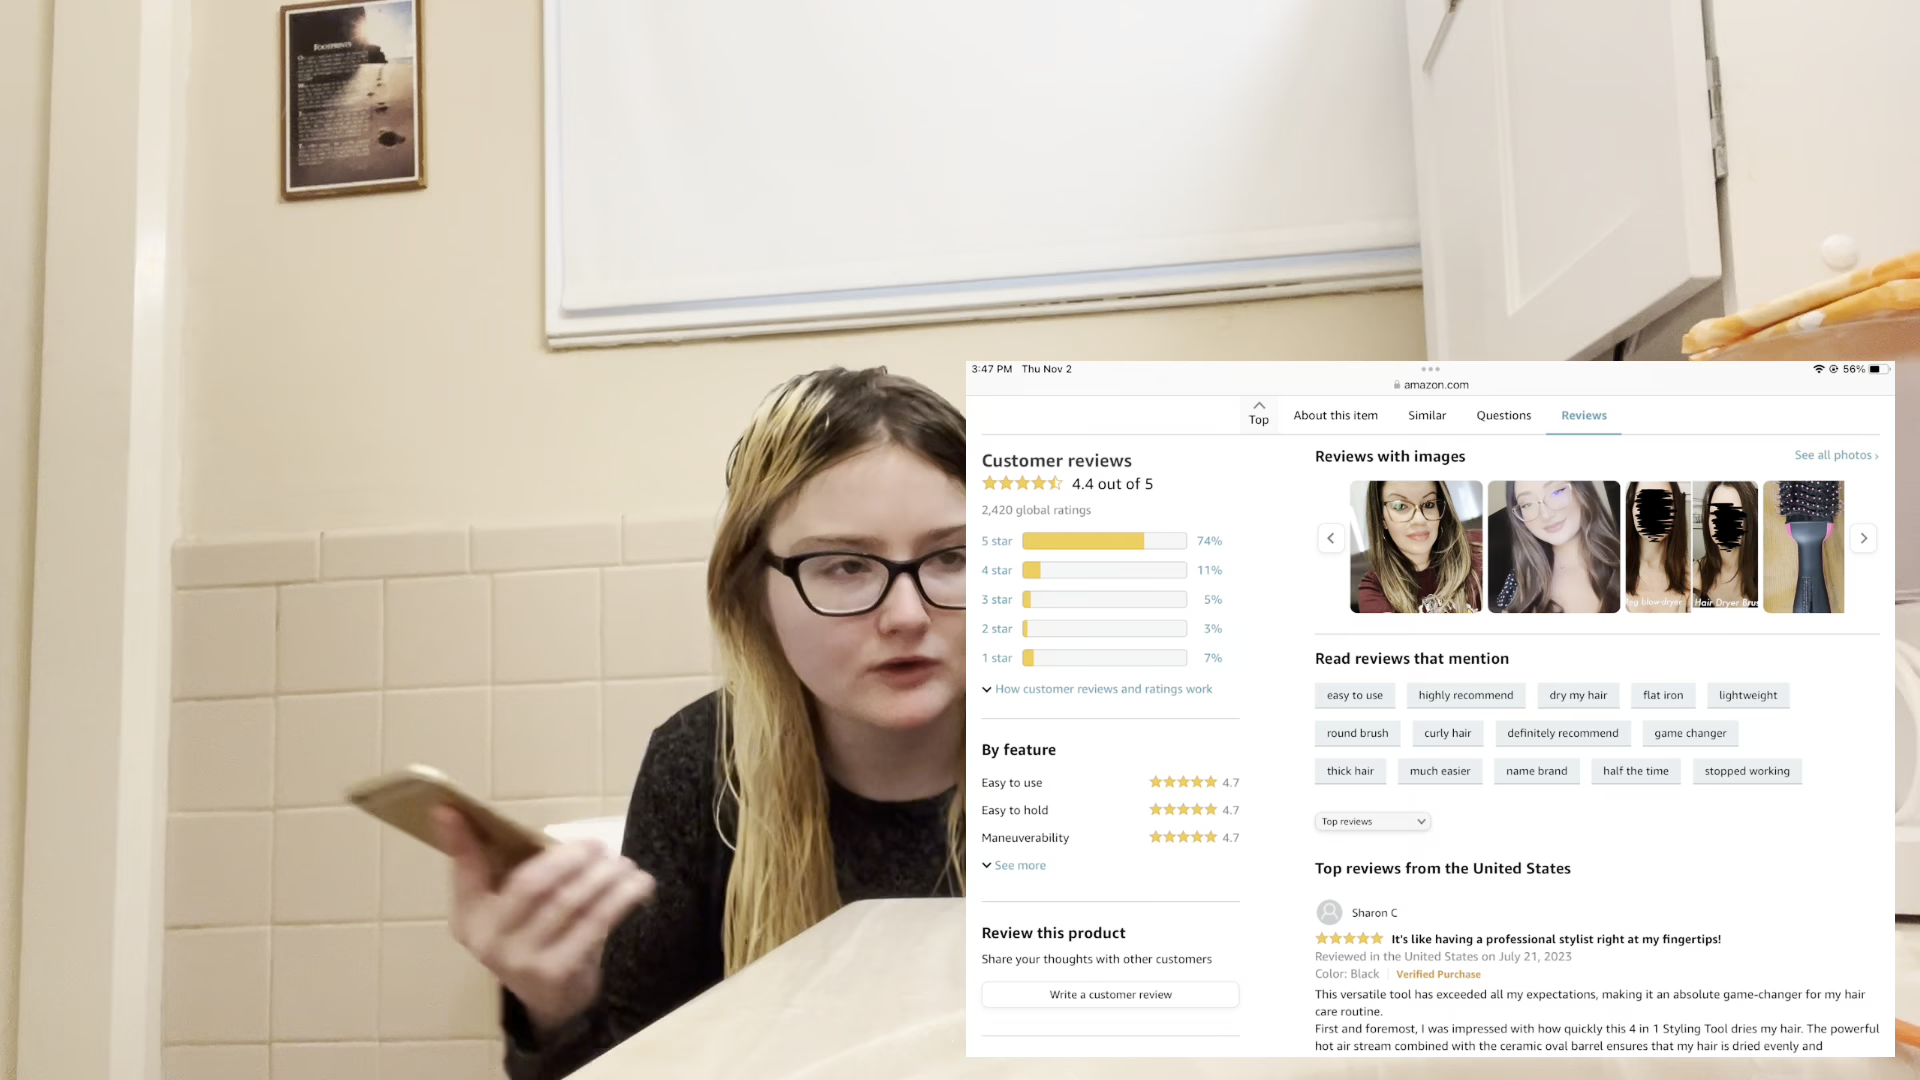 FOOTPRINTS
3:47 PM Thu Nov 2
56%
amazon.com
Top
About this item
Similar
Questions
Reviews
Customer reviews
4.4 out of 5
2,420 global ratings
5 star 74%
4 star 11%
3 star 5%
2 star 3%
1 star 7%
How customer reviews and ratings work
By feature
Easy to use 4.7
Easy to hold 4.7
Maneuverability 4.7
See more
Review this product
Share your thoughts with other customers
Write a customer review
Reviews with images
See all photos ›
blow dryer
Hair Dryer Brus
Read reviews that mention
easy to use highly recommend dry my hair flat iron lightweight
round brush curly hair definitely recommend game changer
thick hair much easier name brand half the time stopped working
Top reviews
Top reviews from the United States
Sharon C
It's like having a professional stylist right at my fingertips!
Reviewed in the United States on July 21, 2023
Color: Black | Verified Purchase
This versatile tool has exceeded all my expectations, making it an absolute game-changer for my hair
care routine.
First and foremost, I was impressed with how quickly this 4 in 1 Styling Tool dries my hair. The powerful
hot air stream combined with the ceramic oval barrel ensures that my hair is dried evenly and